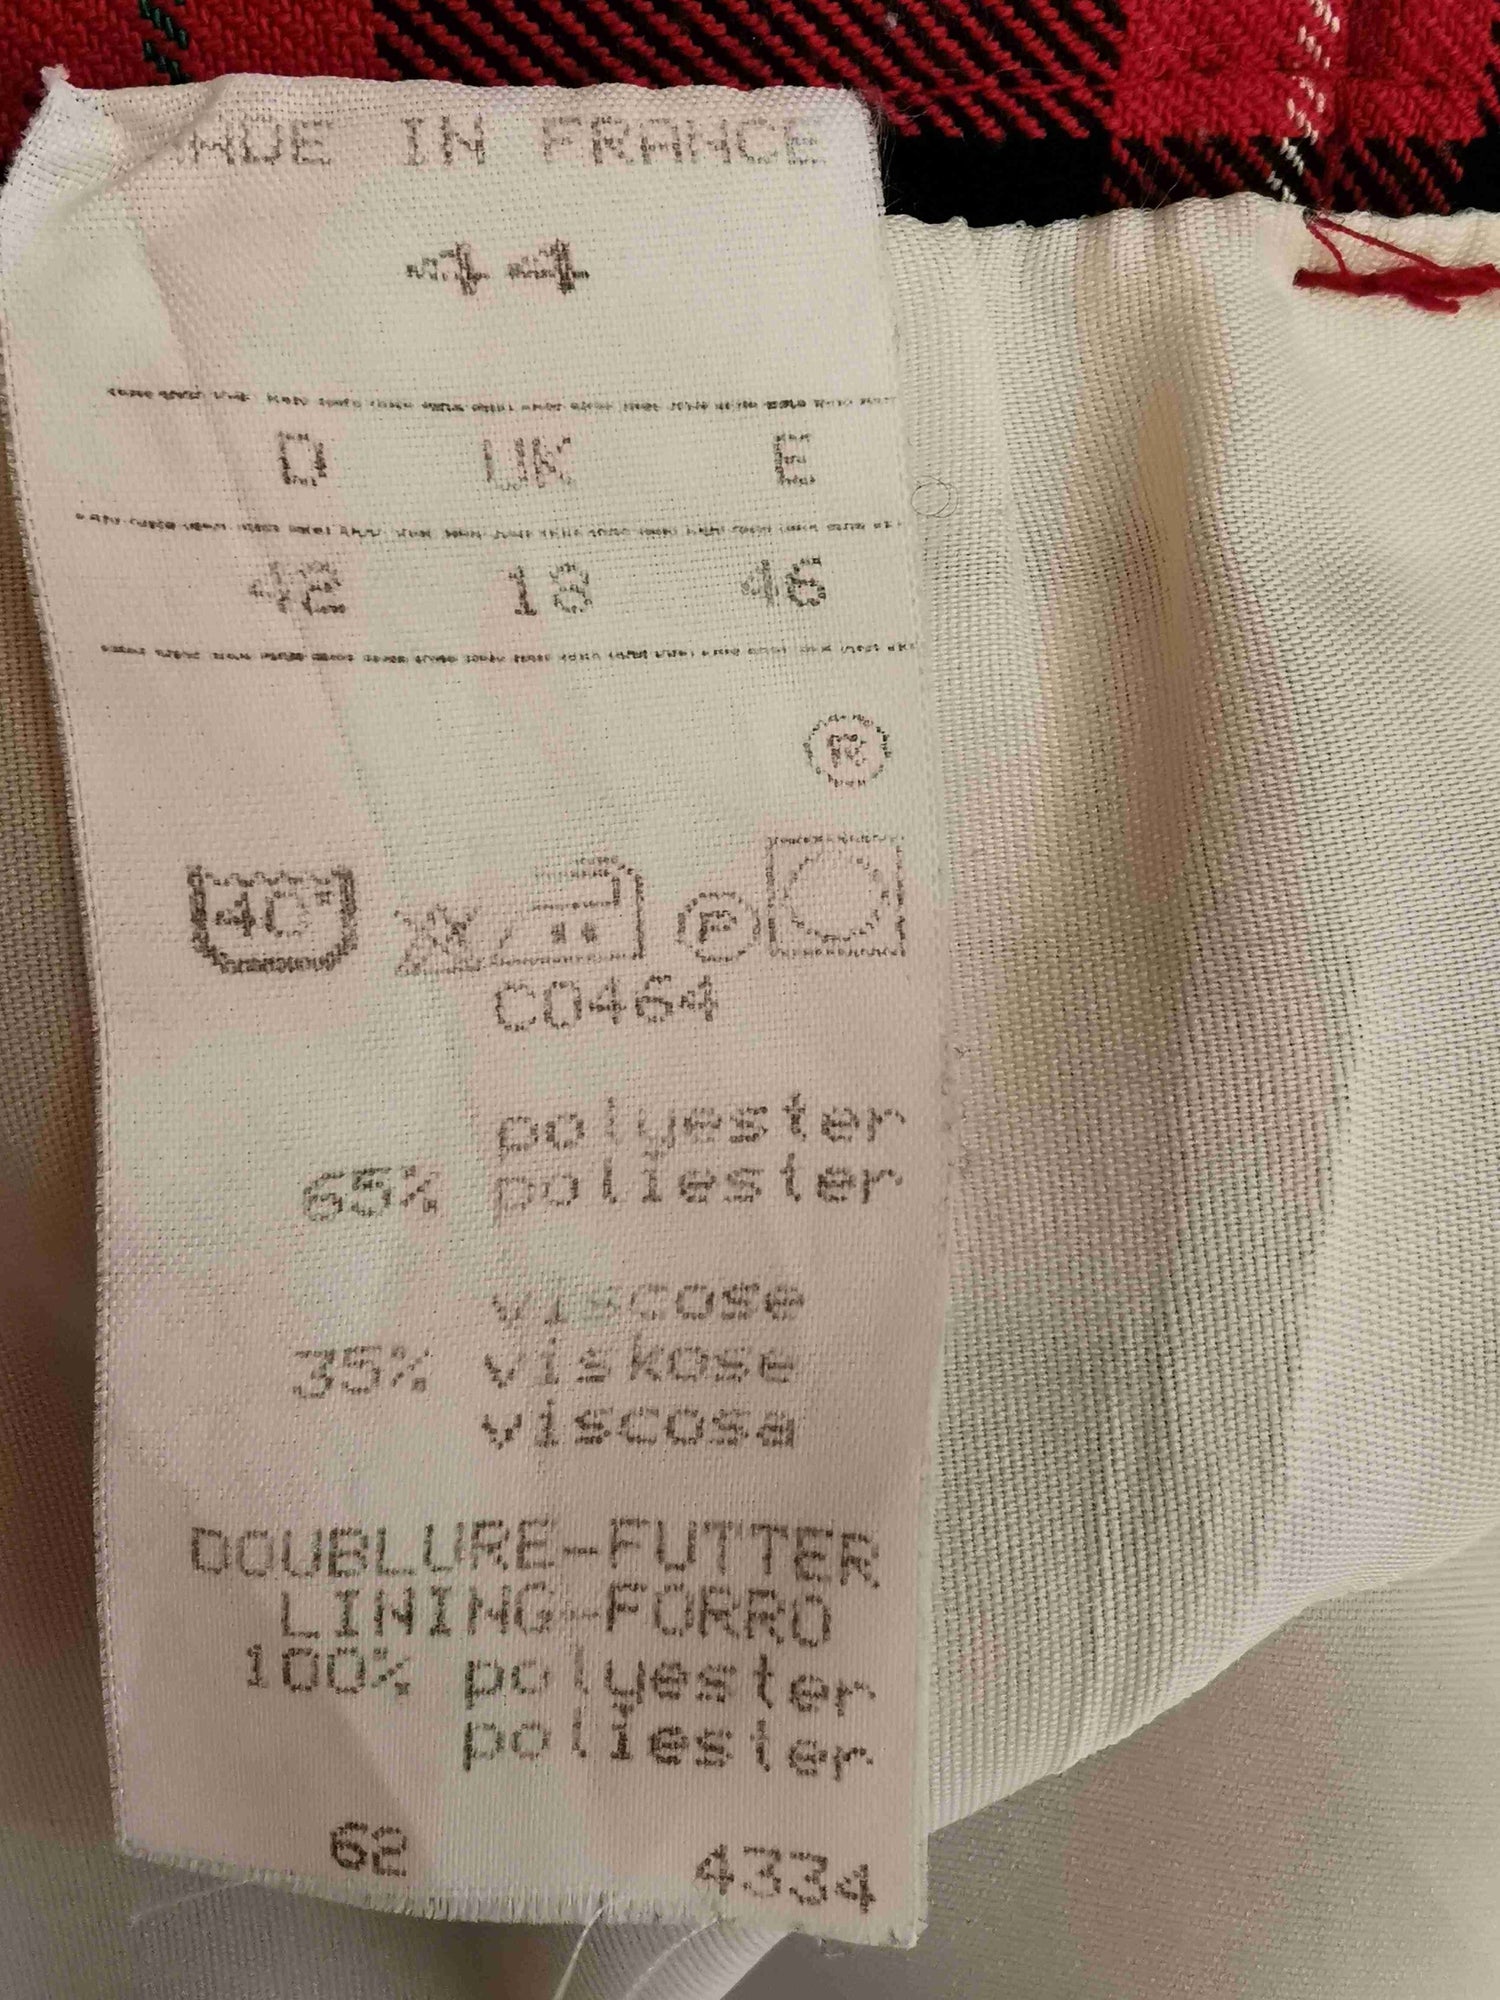 MADE IN FRANCE
44
D UK E
42 18 46
®
40°
P
C0464
polyester
65% poliester
viscose
35% viskose
viscosa
DOUBLURE-FUTTER
LINING-FORRO
100% polyester
poliester
62 4334